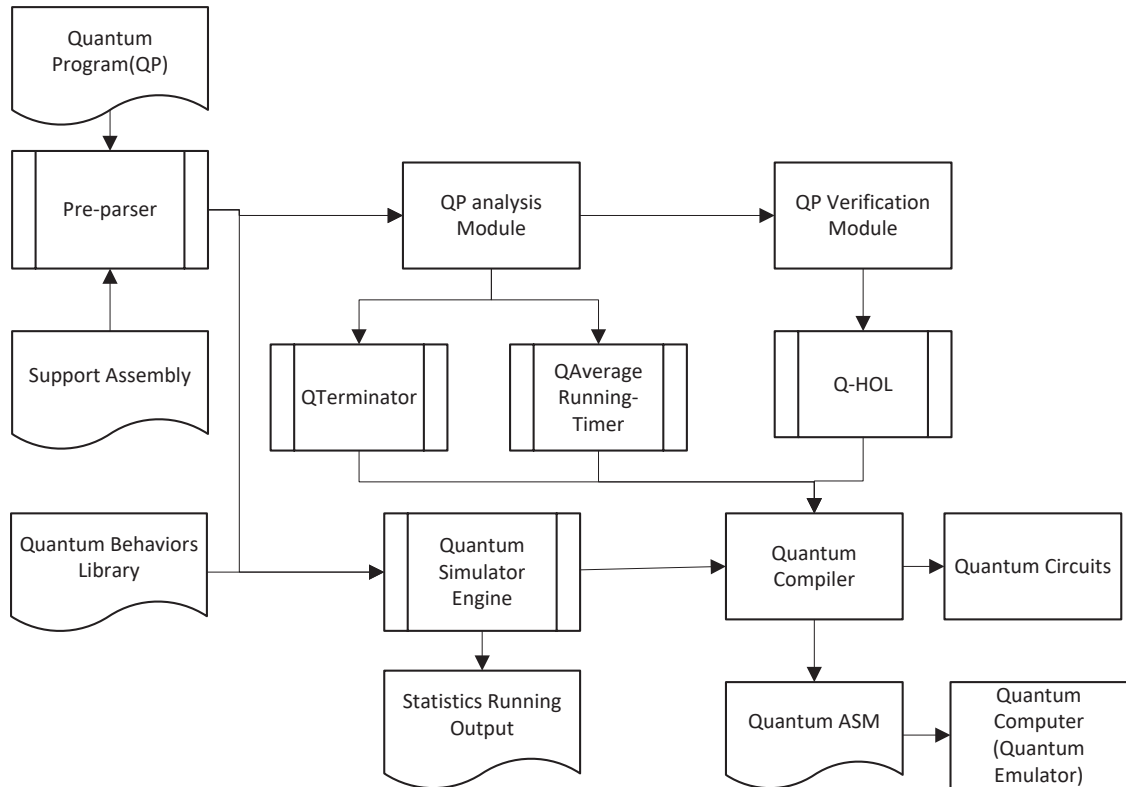 Quantum
Program(QP)
Pre-parser
QP analysis
Module
QP Verification
Module
Support Assembly
QTerminator
QAverage
Running-
Timer
Q-HOL
Quantum Behaviors
Library
Quantum
Simulator
Engine
Quantum
Compiler
Quantum Circuits
Statistics Running
Output
Quantum ASM
Quantum
Computer
(Quantum
Emulator)